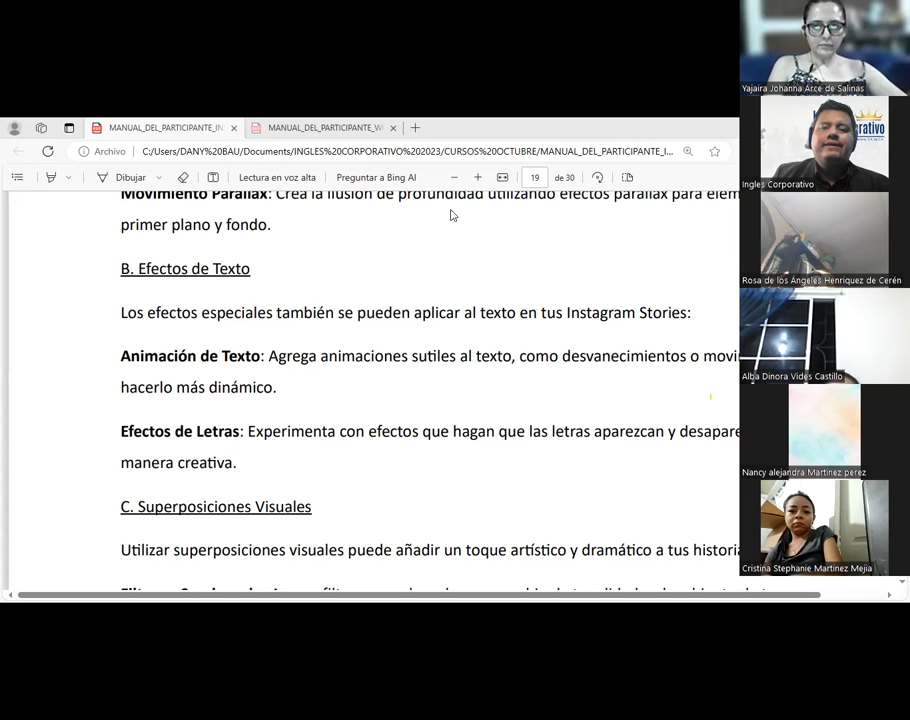 Yajaira Johanna Arce de Salinas
MANUAL_DEL_PARTICIPANTE_IN
MANUAL_DEL_PARTICIPANTE_W
Archivo
C:/Users/DANY%20BAU/Documents/INGLES%20CORPORATIVO%202023/CURSOS%20OCTUBRE/MANUAL_DEL_PARTICIPANTE_I...
Dibujar
Lectura en voz alta
Preguntar a Bing AI
19
de 30
Movimiento Parallax: Crea la ilusión de profundidad utilizando efectos parallax para elem
primer plano y fondo.
B. Efectos de Texto
Los efectos especiales también se pueden aplicar al texto en tus Instagram Stories:
Animación de Texto: Agrega animaciones sutiles al texto, como desvanecimientos o movi
hacerlo más dinámico.
Efectos de Letras: Experimenta con efectos que hagan que las letras aparezcan y desapare
manera creativa.
C. Superposiciones Visuales
Utilizar superposiciones visuales puede añadir un toque artístico y dramático a tus historia
orativo
Ingles Corporativo
Rosa de los Ángeles Henriquez de Cerén
Alba Dinora Vides Castillo
Nancy alejandra Martinez perez
Cristina Stephanie Martinez Mejia